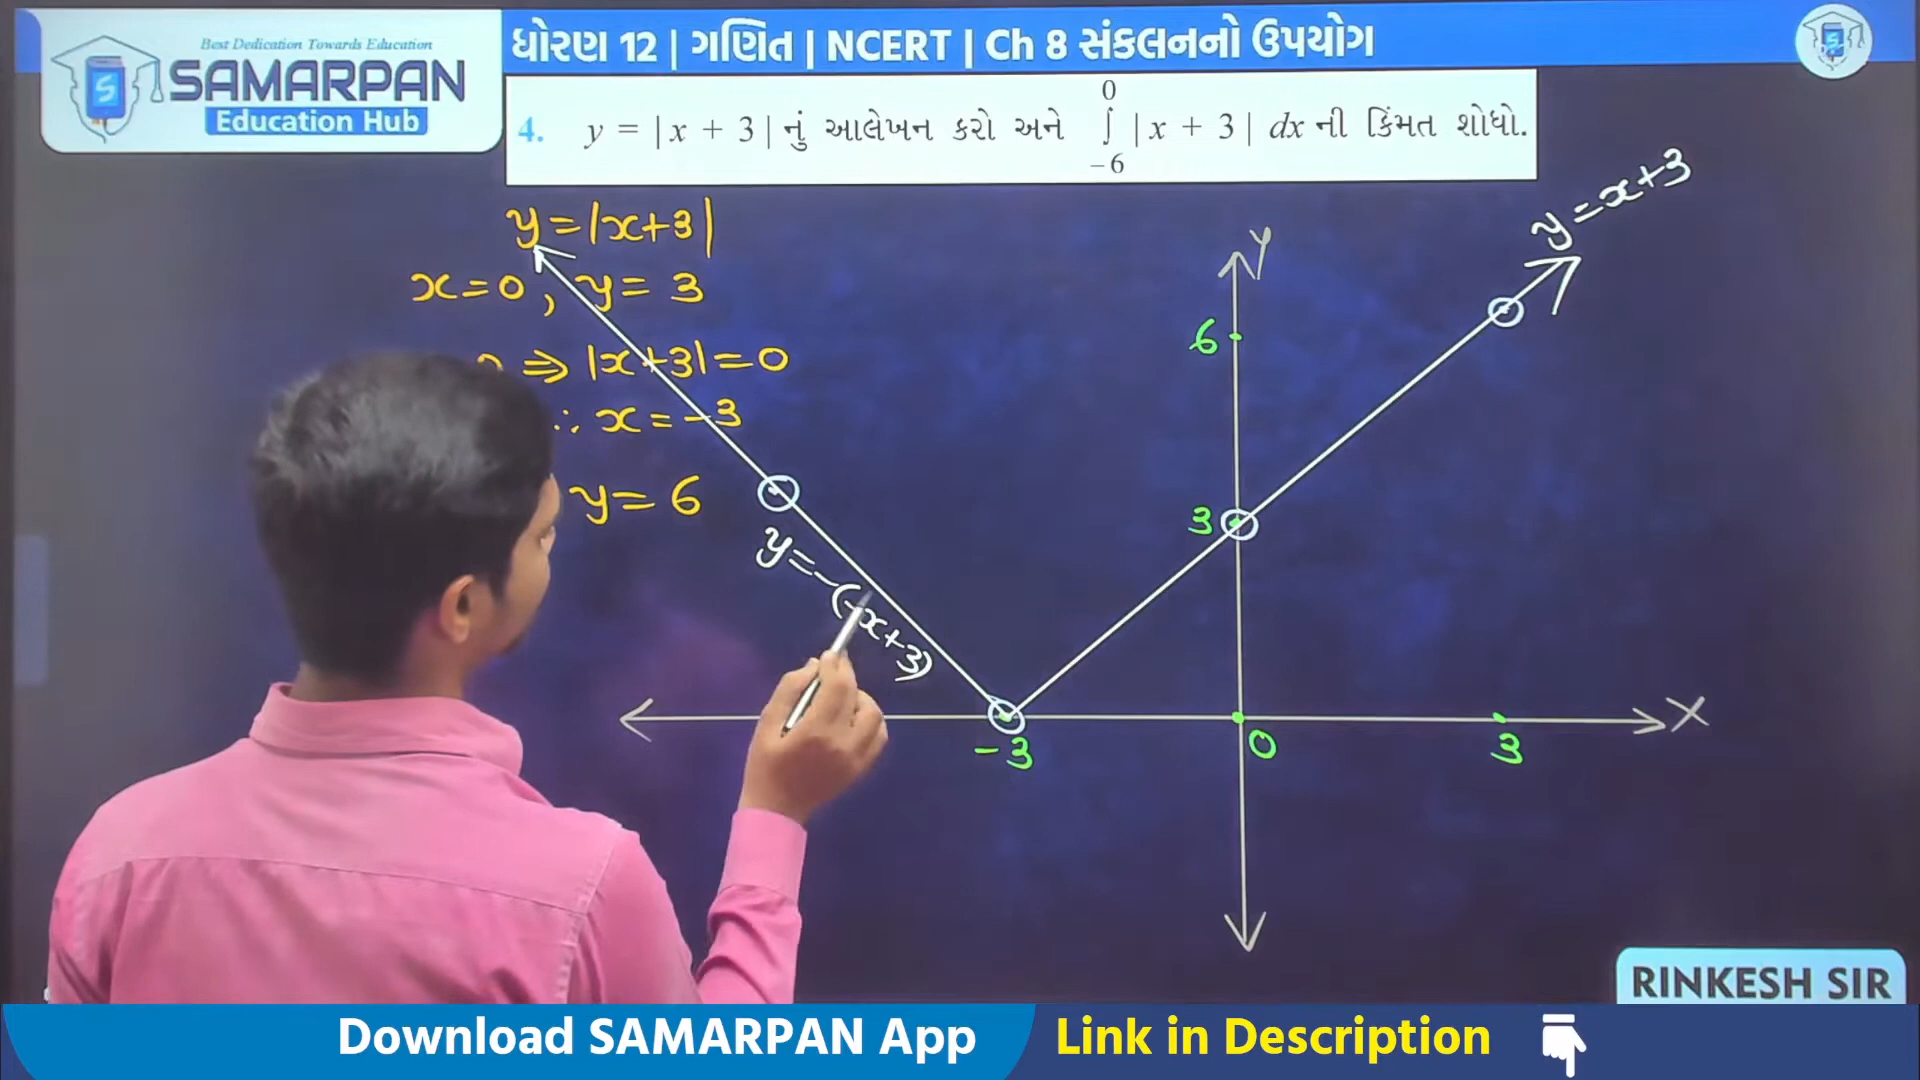 Best Dedication Towards Education
SAMARPAN
Education Hub
ધોરણ 12 | ગણિત | NCERT | Ch 8 સંકલનનો ઉપયોગ
4. y = | x + 3 | નું આલેખન કરો અને ∫₋₆⁰ | x + 3 | dx ની કિંમત શોધો.
y = |x+3|
x = 0, y = 3
⇒ |x+3| = 0
∴ x = -3
y = 6
y = -(x+3)
y = x+3
Y
6
3
-3
0
3
X
RINKESH SIR
Download SAMARPAN App
Link in Description